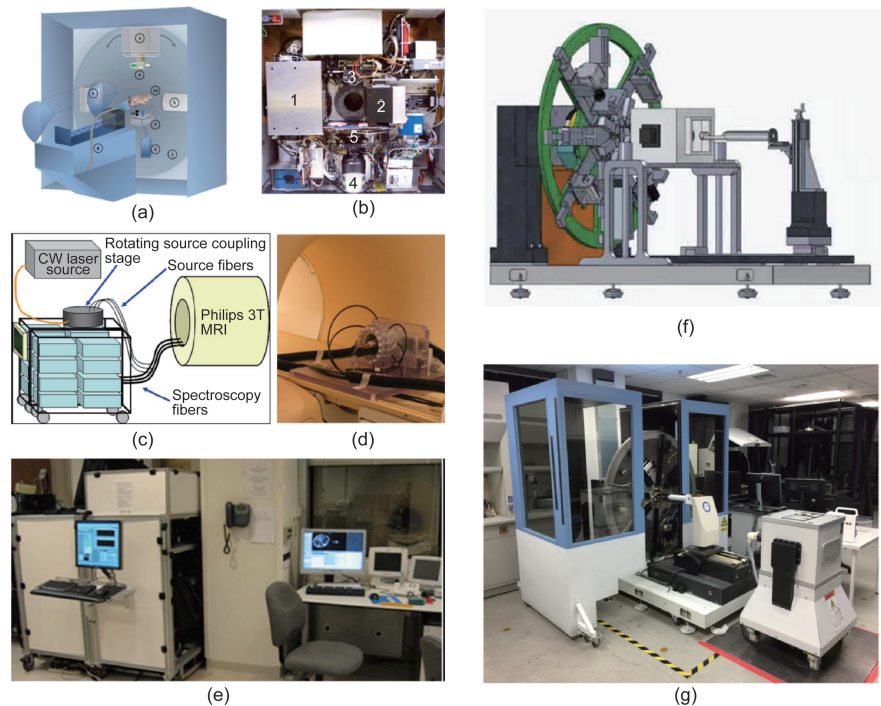 (a)
1
2
3
4
5
6
(b)
CW laser
source
Rotating source coupling
stage
Source fibers
Philips 3T
MRI
Spectroscopy
fibers
(c)
(d)
(e)
(f)
(g)